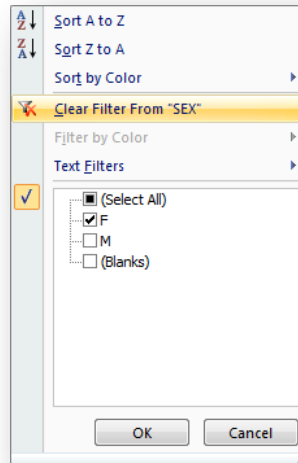 Sort A to Z
Sort Z to A
Sort by Color
Clear Filter From "SEX"
Filter by Color
Text Filters
(Select All)
F
M
(Blanks)
OK Cancel